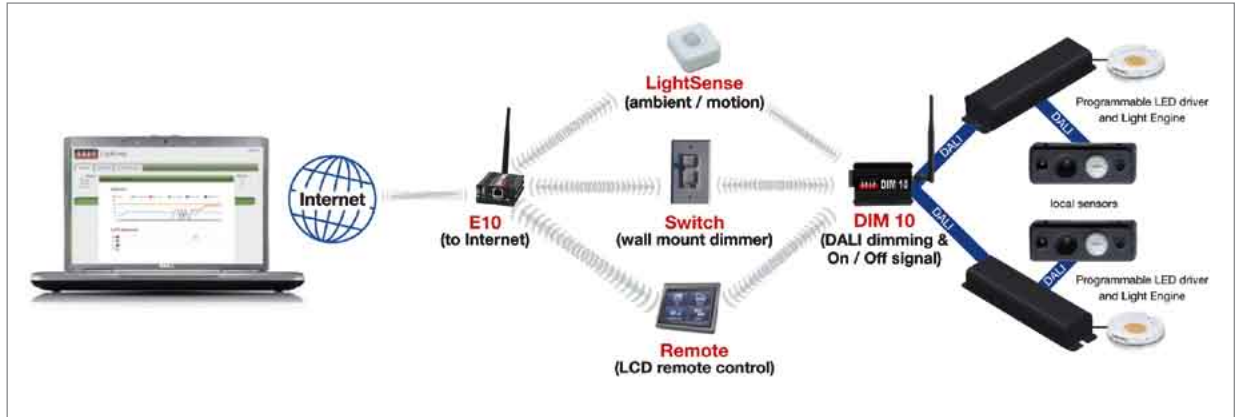 Internet
E10
(to Internet)
LightSense
(ambient / motion)
Switch
(wall mount dimmer)
Remote
(LCD remote control)
DIM 10
DIM 10
(DALI dimming &
On / Off signal)
DALI
DALI
DALI
DALI
Programmable LED driver
and Light Engine
local sensors
Programmable LED driver
and Light Engine
DELL